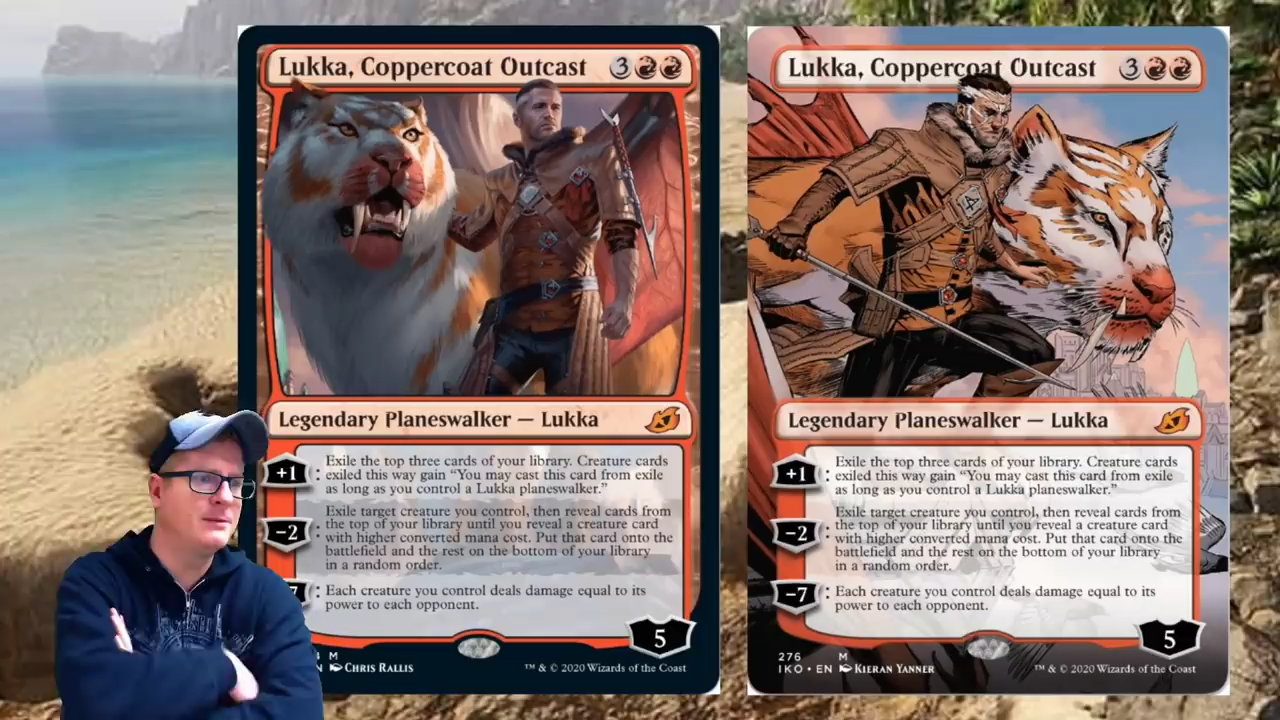 Lukka, Coppercoat Outcast 3
Legendary Planeswalker — Lukka
+1 : Exile the top three cards of your library. Creature cards
exiled this way gain “You may cast this card from exile
as long as you control a Lukka planeswalker.”
−2 : Exile target creature you control, then reveal cards from
the top of your library until you reveal a creature card
with higher converted mana cost. Put that card onto the
battlefield and the rest on the bottom of your library
in a random order.
: Each creature you control deals damage equal to its
power to each opponent.
5
M
N Chris Rallis
™ & © 2020 Wizards of the Coast
Lukka, Coppercoat Outcast 3
Legendary Planeswalker — Lukka
+1 : Exile the top three cards of your library. Creature cards
exiled this way gain “You may cast this card from exile
as long as you control a Lukka planeswalker.”
−2 : Exile target creature you control, then reveal cards from
the top of your library until you reveal a creature card
with higher converted mana cost. Put that card onto the
battlefield and the rest on the bottom of your library
in a random order.
−7 : Each creature you control deals damage equal to its
power to each opponent.
5
276 M
IKO • EN Kieran Yanner
™ & © 2020 Wizards of the Coast